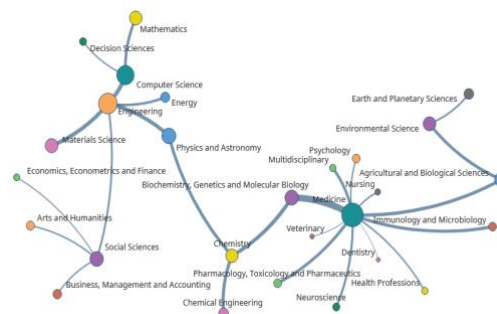 Mathematics
Decision Sciences
Computer Science
Energy
Engineering
Earth and Planetary Sciences
Environmental Science
Materials Science
Physics and Astronomy
Psychology
Multidisciplinary
Economics, Econometrics and Finance
Agricultural and Biological Sciences
Biochemistry, Genetics and Molecular Biology
Nursing
Medicine
Arts and Humanities
Immunology and Microbiology
Veterinary
Social Sciences
Chemistry
Dentistry
Pharmacology, Toxicology and Pharmaceutics
Business, Management and Accounting
Health Professions
Chemical Engineering
Neuroscience